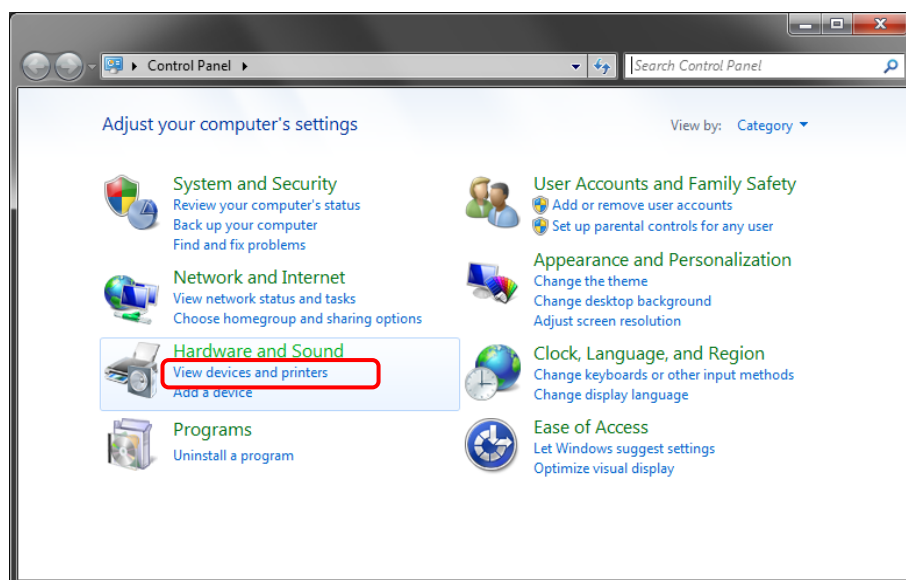 Control Panel
Search Control Panel
Adjust your computer's settings
View by: Category
System and Security
Review your computer's status
Back up your computer
Find and fix problems
Network and Internet
View network status and tasks
Choose homegroup and sharing options
Hardware and Sound
View devices and printers
Add a device
Programs
Uninstall a program
User Accounts and Family Safety
Add or remove user accounts
Set up parental controls for any user
Appearance and Personalization
Change the theme
Change desktop background
Adjust screen resolution
Clock, Language, and Region
Change keyboards or other input methods
Change display language
Ease of Access
Let Windows suggest settings
Optimize visual display